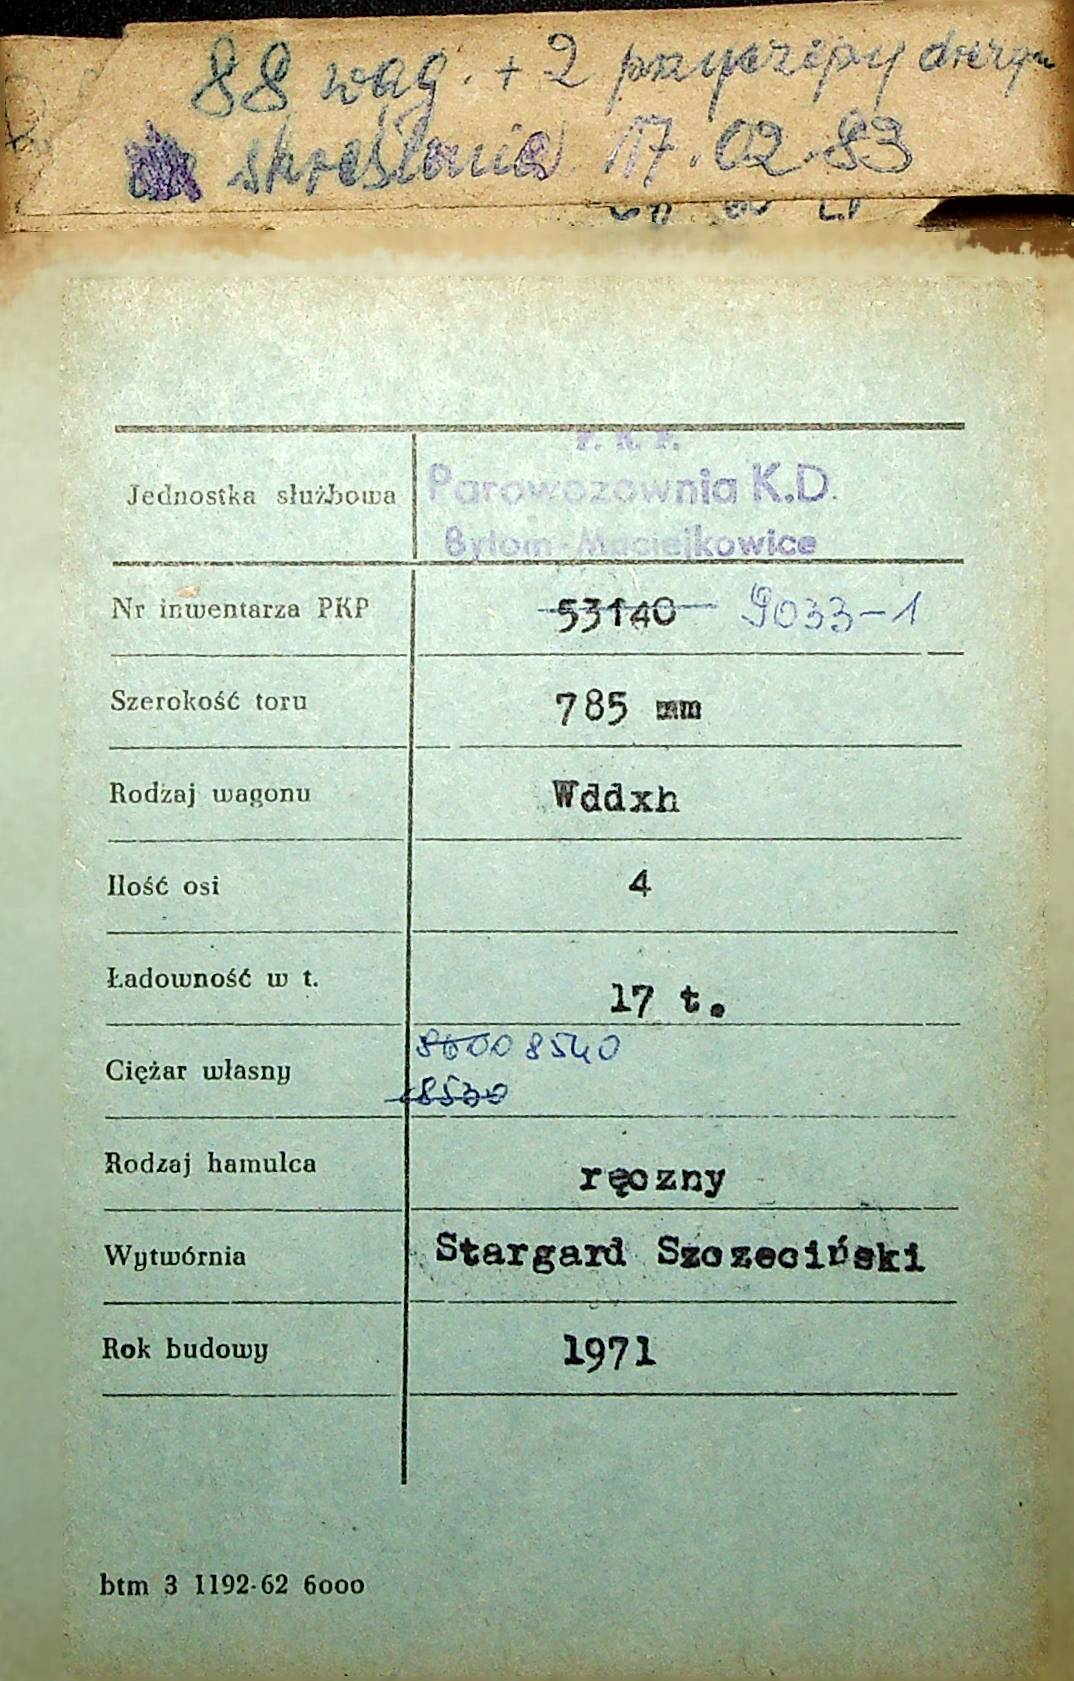 88 wag. + 2 przyczepy
skreślenia 17.02.83
P. K. P.
Jednostka służbowa Parowozownia K.D.
Bytom-Maciejkowice
Nr inwentarza PKP 53140 9033-1
Szerokość toru 785 mm
Rodzaj wagonu Wddxh
Ilość osi 4
Ładowność w t. 17 t.
8600 8540
Ciężar własny
8530
Rodzaj hamulca ręczny
Wytwórnia Stargard Szczeciński
Rok budowy 1971
btm 3 1192-62 6000